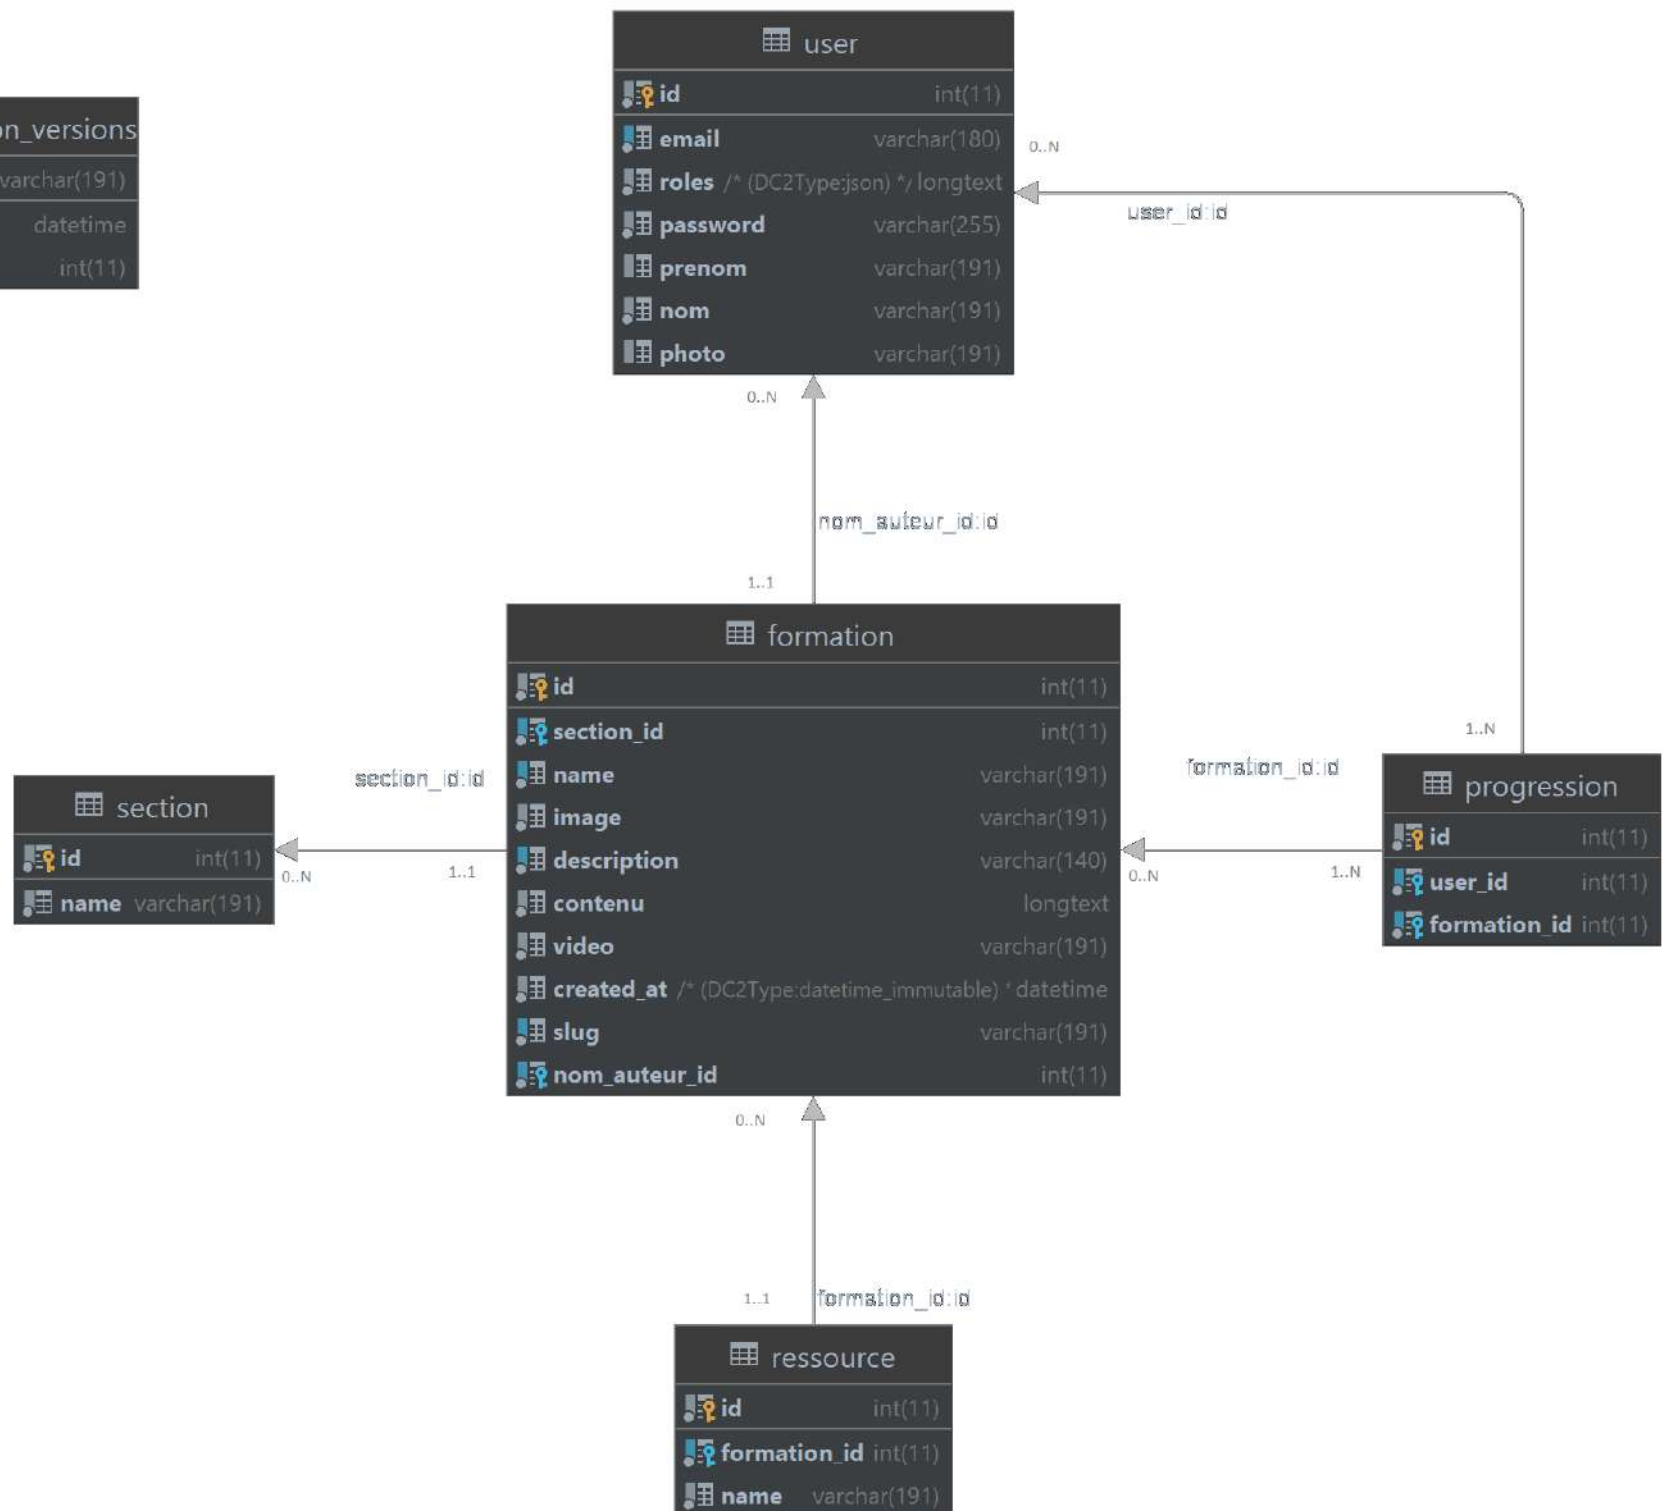 user
id int(11)
email varchar(180)
roles /* (DC2Type:json) */ longtext
password varchar(255)
prenom varchar(191)
nom varchar(191)
photo varchar(191)
on_versions
varchar(191)
datetime
int(11)
0..N
user_id:id
0..N
nom_auteur_id:id
1..1
formation
id int(11)
section_id int(11)
name varchar(191)
image varchar(191)
description varchar(140)
contenu longtext
video varchar(191)
created_at /* (DC2Type:datetime_immutable) * datetime
slug varchar(191)
nom_auteur_id int(11)
section_id:id
0..N
1..1
section
id int(11)
name varchar(191)
1..N
formation_id:id
0..N
1..N
progression
id int(11)
user_id int(11)
formation_id int(11)
0..N
1..1
formation_id:id
ressource
id int(11)
formation_id int(11)
name varchar(191)